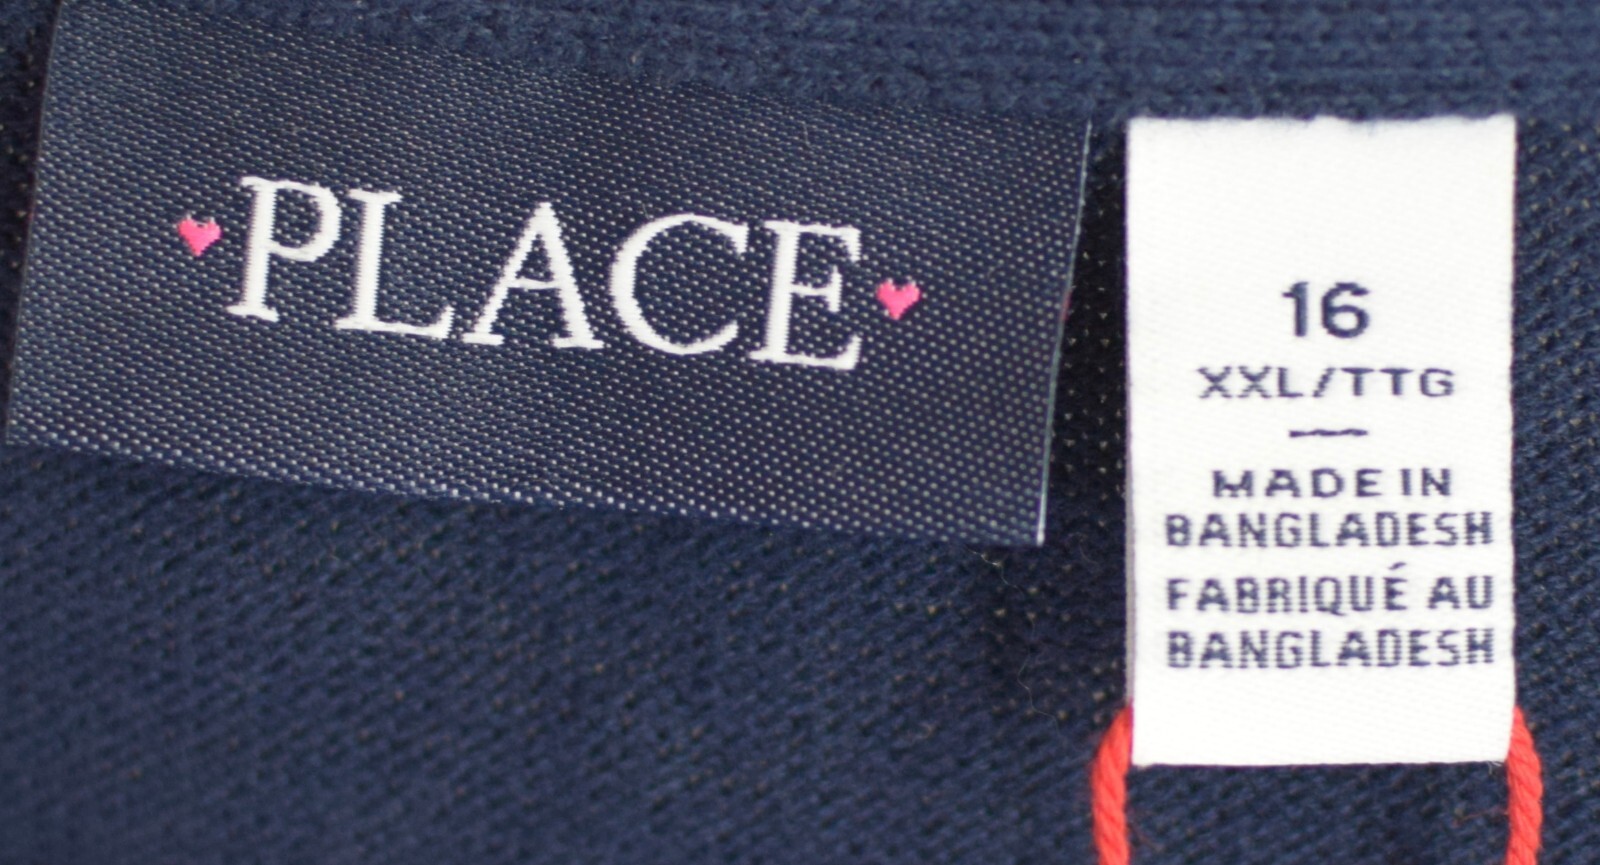 PLACE
16
XXL/TTG
MADE IN
BANGLADESH
FABRIQUÉ AU
BANGLADESH